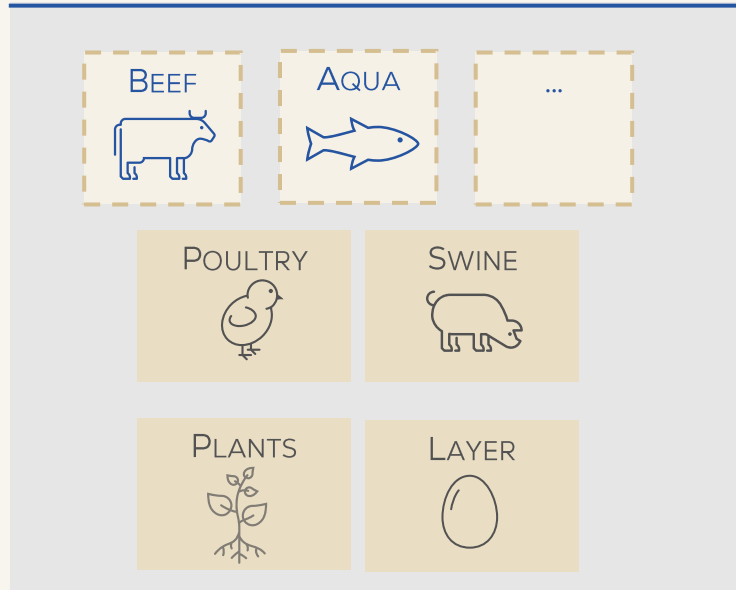 BEEF
AQUA
...
POULTRY
SWINE
PLANTS
LAYER